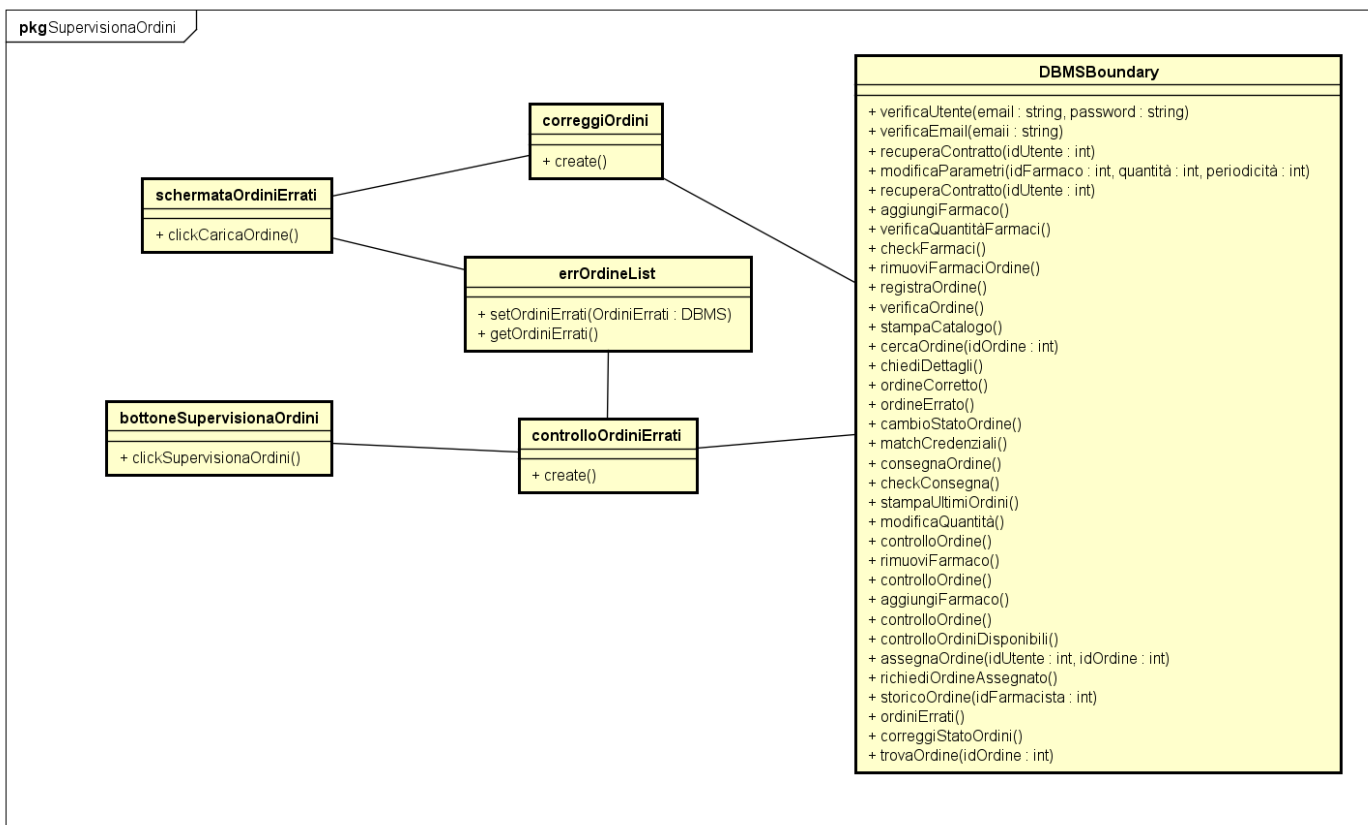 pkg SupervisionaOrdini
correggiOrdini
+ create()
schermataOrdiniErrati
+ clickCaricaOrdine()
errOrdineList
+ setOrdiniErrati(OrdiniErrati : DBMS)
+ getOrdiniErrati()
bottoneSupervisionaOrdini
+ clickSupervisionaOrdini()
controlloOrdiniErrati
+ create()
DBMSBoundary
+ verificaUtente(email : string, password : string)
+ verificaEmail(emaii : string)
+ recuperaContratto(idUtente : int)
+ modificaParametri(idFarmaco : int, quantità : int, periodicità : int)
+ recuperaContratto(idUtente : int)
+ aggiungiFarmaco()
+ verificaQuantitàFarmaci()
+ checkFarmaci()
+ rimuoviFarmaciOrdine()
+ registraOrdine()
+ verificaOrdine()
+ stampaCatalogo()
+ cercaOrdine(idOrdine : int)
+ chiediDettagli()
+ ordineCorretto()
+ ordineErrato()
+ cambioStatoOrdine()
+ matchCredenziali()
+ consegnaOrdine()
+ checkConsegna()
+ stampaUltimiOrdini()
+ modificaQuantità()
+ controlloOrdine()
+ rimuoviFarmaco()
+ controlloOrdine()
+ aggiungiFarmaco()
+ controlloOrdine()
+ controlloOrdiniDisponibili()
+ assegnaOrdine(idUtente : int, idOrdine : int)
+ richiediOrdineAssegnato()
+ storicoOrdine(idFarmacista : int)
+ ordiniErrati()
+ correggiStatoOrdini()
+ trovaOrdine(idOrdine : int)